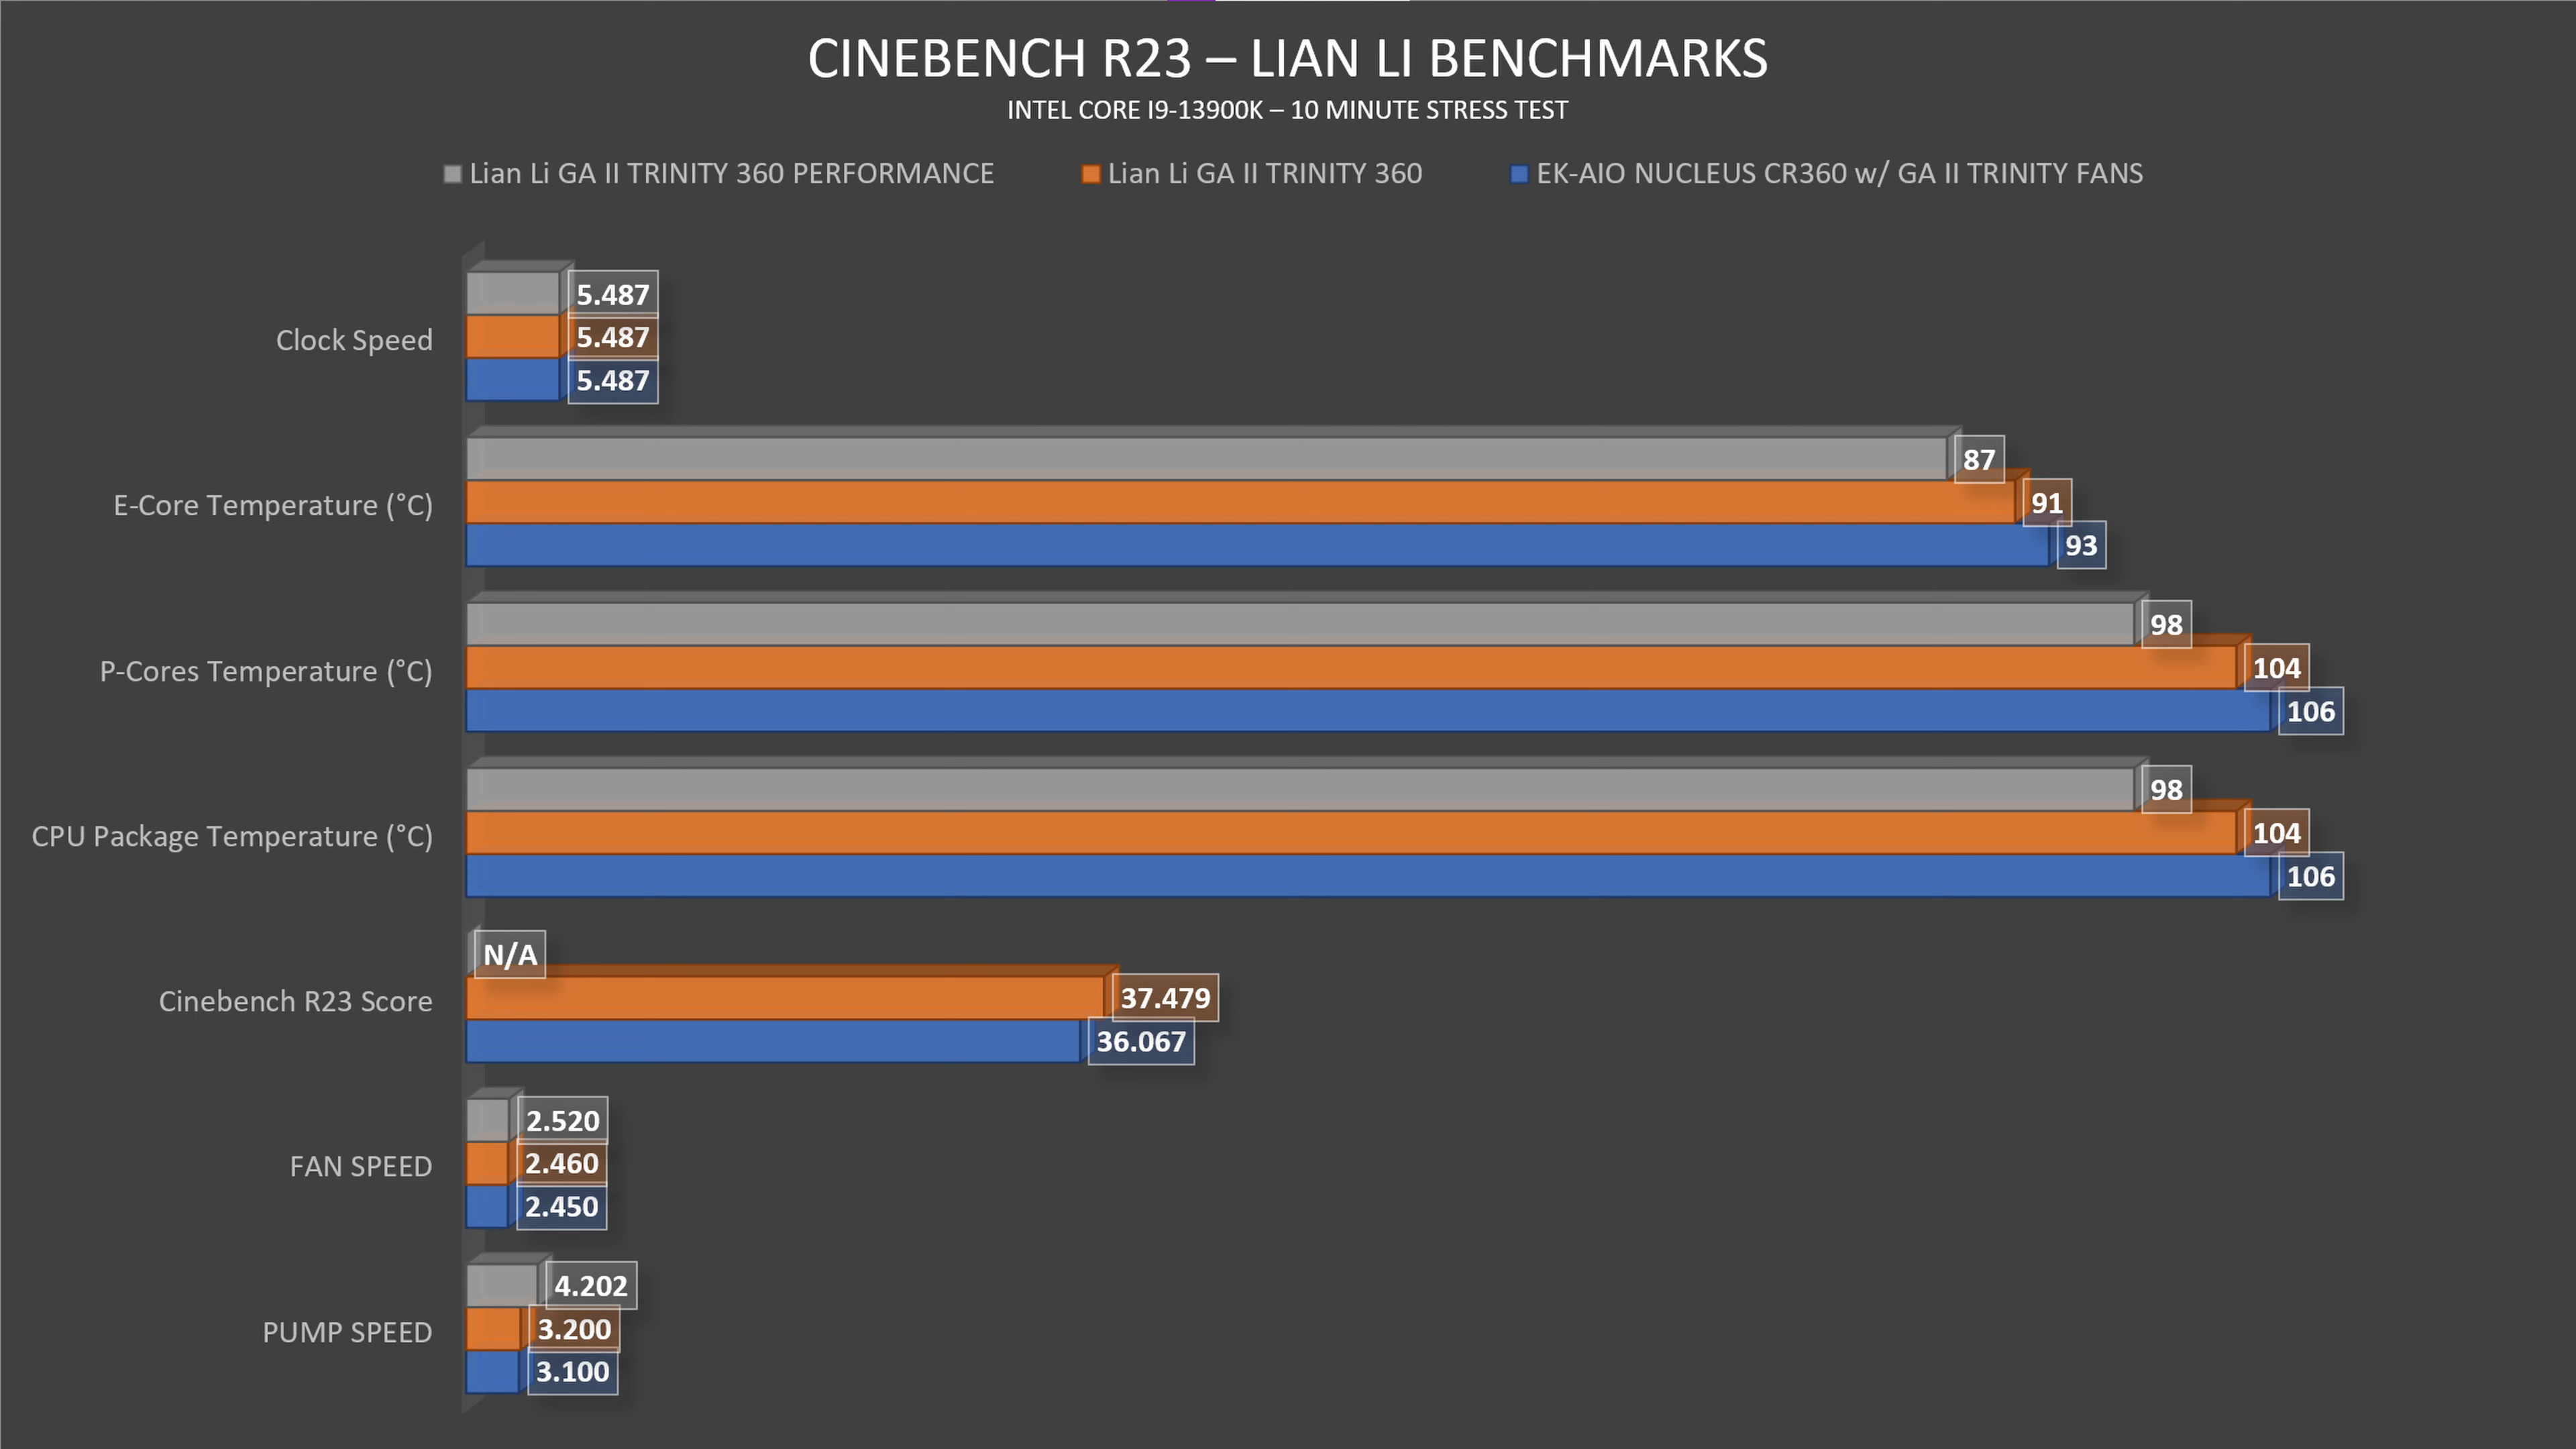 CINEBENCH R23 – LIAN LI BENCHMARKS
INTEL CORE I9-13900K – 10 MINUTE STRESS TEST
Lian Li GA II TRINITY 360 PERFORMANCE
Lian Li GA II TRINITY 360
EK-AIO NUCLEUS CR360 w/ GA II TRINITY FANS
Clock Speed
5.487
5.487
5.487
E-Core Temperature (°C)
87
91
93
P-Cores Temperature (°C)
98
104
106
CPU Package Temperature (°C)
98
104
106
Cinebench R23 Score
N/A
37.479
36.067
FAN SPEED
2.520
2.460
2.450
PUMP SPEED
4.202
3.200
3.100